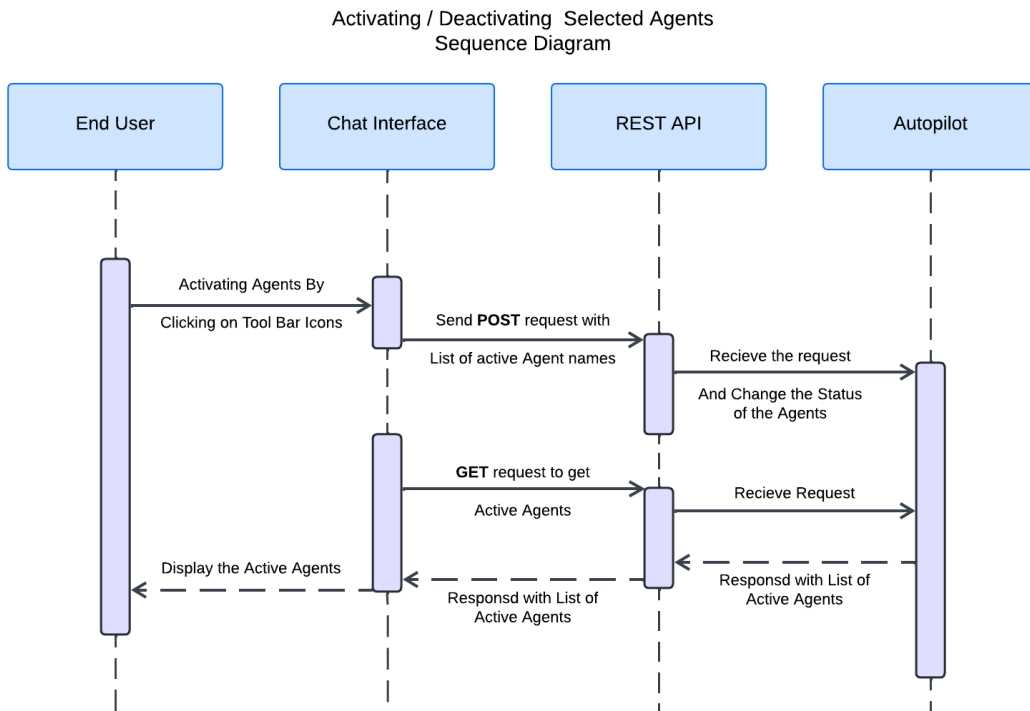 Activating / Deactivating Selected Agents
Sequence Diagram
End User
Chat Interface
REST API
Autopilot
Activating Agents By
Clicking on Tool Bar Icons
Send POST request with
List of active Agent names
Recieve the request
And Change the Status
of the Agents
GET request to get
Active Agents
Recieve Request
Display the Active Agents
Responsd with List of
Active Agents
Responsd with List of
Active Agents